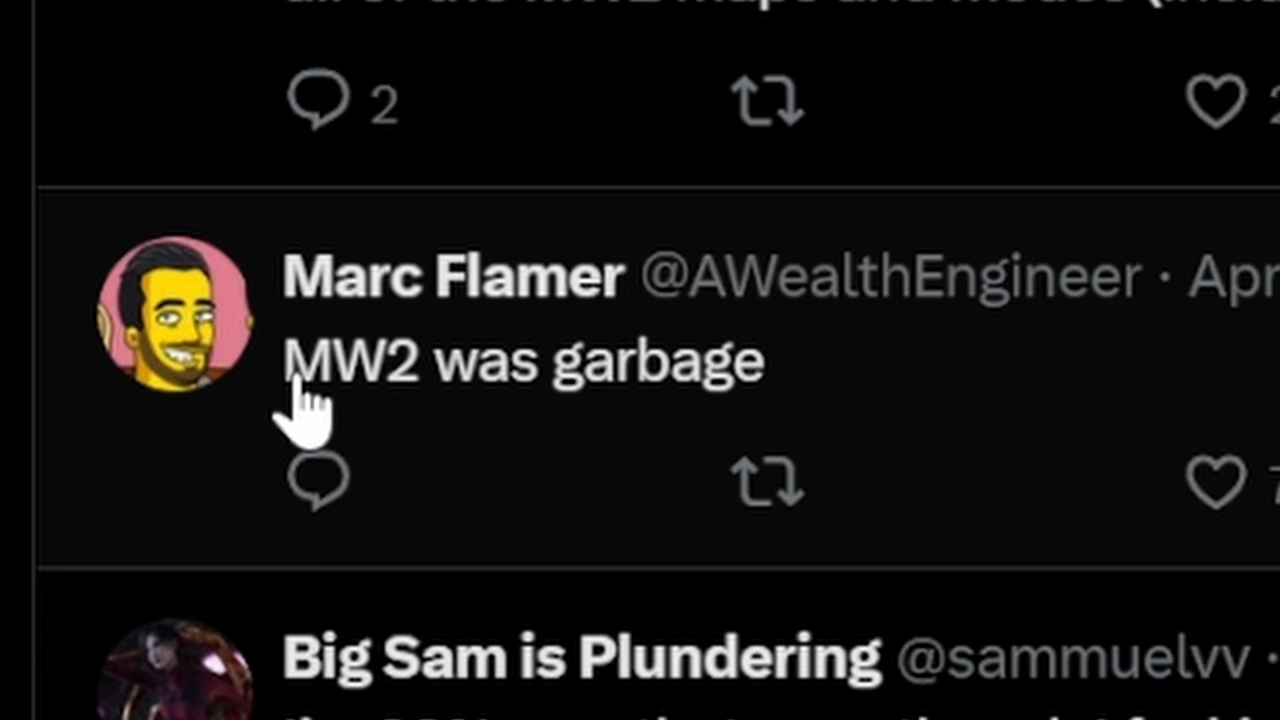 2
Marc Flamer @AWealthEngineer · Apr
MW2 was garbage
Big Sam is Plundering @sammuelvv ·